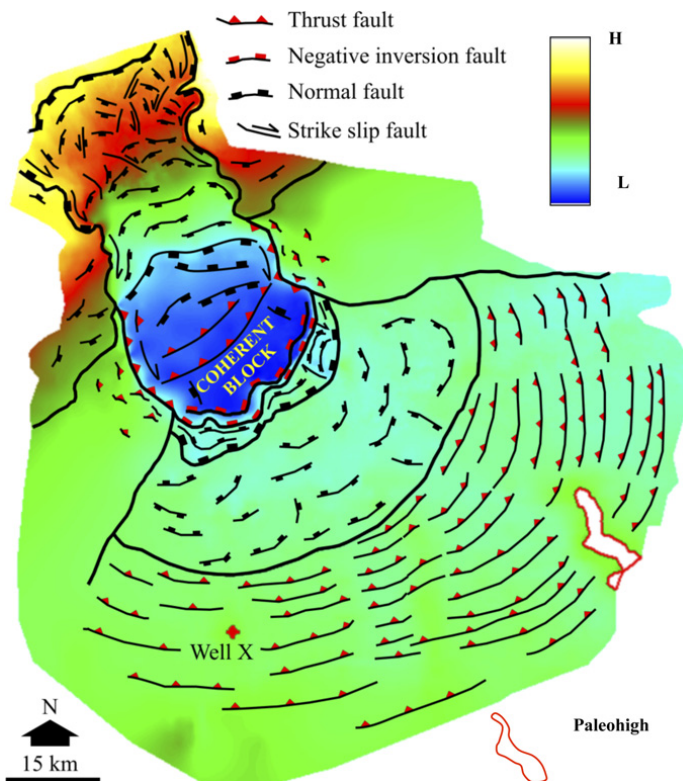 Thrust fault
Negative inversion fault
Normal fault
Strike slip fault
H
L
COHERENT
BLOCK
Well X
N
15 km
Paleohigh